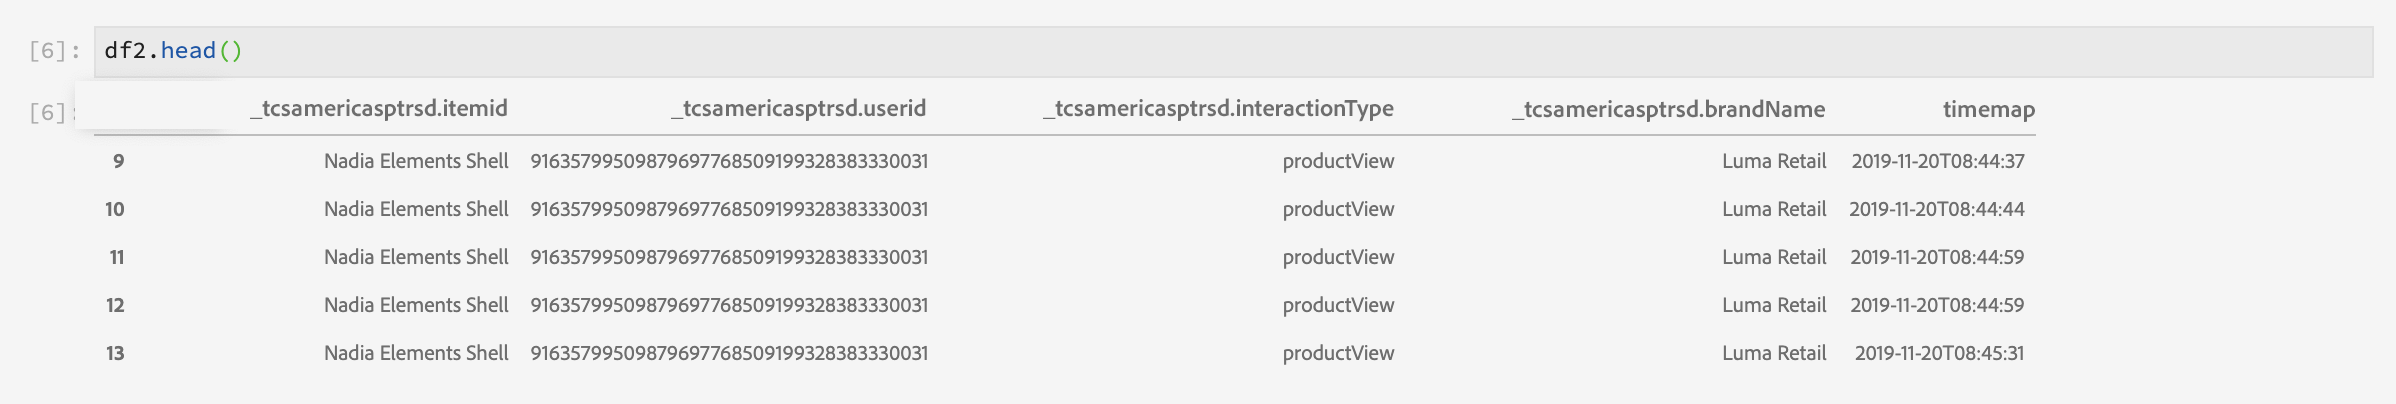 [6]: df2.head()
[6]: _tcsamericasptrsd.itemid _tcsamericasptrsd.userid _tcsamericasptrsd.interactionType _tcsamericasptrsd.brandName timemap
9 Nadia Elements Shell 91635799509879697768509199328383330031 productView Luma Retail 2019-11-20T08:44:37
10 Nadia Elements Shell 91635799509879697768509199328383330031 productView Luma Retail 2019-11-20T08:44:44
11 Nadia Elements Shell 91635799509879697768509199328383330031 productView Luma Retail 2019-11-20T08:44:59
12 Nadia Elements Shell 91635799509879697768509199328383330031 productView Luma Retail 2019-11-20T08:44:59
13 Nadia Elements Shell 91635799509879697768509199328383330031 productView Luma Retail 2019-11-20T08:45:31